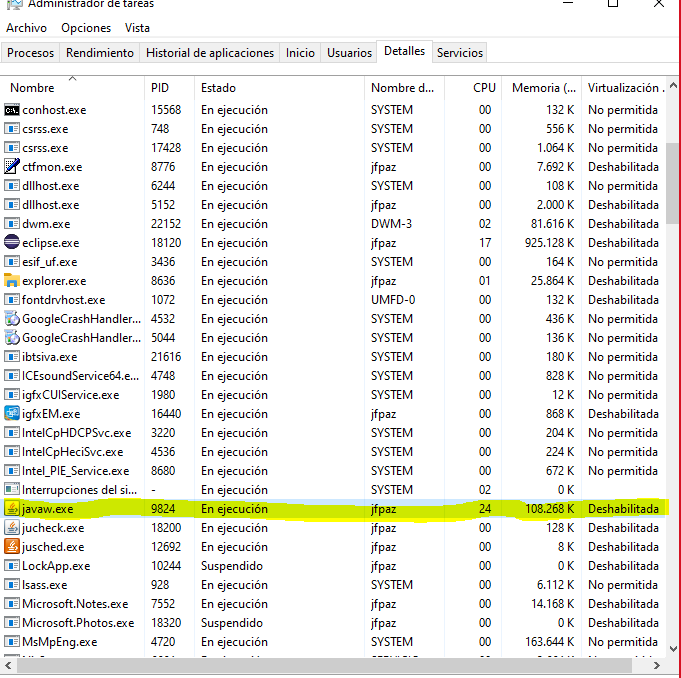 Administrador de tareas
Archivo Opciones Vista
Procesos Rendimiento Historial de aplicaciones Inicio Usuarios Detalles Servicios
Nombre PID Estado Nombre d... CPU Memoria (... Virtualización .
conhost.exe 15568 En ejecución SYSTEM 00 132 K No permitida
csrss.exe 748 En ejecución SYSTEM 00 556 K No permitida
csrss.exe 17428 En ejecución SYSTEM 00 1.064 K No permitida
ctfmon.exe 8776 En ejecución jfpaz 00 7.692 K Deshabilitada
dllhost.exe 6244 En ejecución SYSTEM 00 108 K No permitida
dllhost.exe 5152 En ejecución jfpaz 00 2.000 K Deshabilitada
dwm.exe 22152 En ejecución DWM-3 02 81.616 K Deshabilitada
eclipse.exe 18120 En ejecución jfpaz 17 925.128 K Deshabilitada
esif_uf.exe 3436 En ejecución SYSTEM 00 164 K No permitida
explorer.exe 8636 En ejecución jfpaz 01 25.864 K Deshabilitada
fontdrvhost.exe 1072 En ejecución UMFD-0 00 132 K Deshabilitada
GoogleCrashHandler... 4532 En ejecución SYSTEM 00 436 K No permitida
GoogleCrashHandler... 5044 En ejecución SYSTEM 00 136 K No permitida
ibtsiva.exe 21616 En ejecución SYSTEM 00 180 K No permitida
ICEsoundService64.e... 4748 En ejecución SYSTEM 00 828 K No permitida
igfxCUIService.exe 1980 En ejecución SYSTEM 00 12 K No permitida
igfxEM.exe 16440 En ejecución jfpaz 00 868 K Deshabilitada
IntelCpHDCPSvc.exe 3220 En ejecución SYSTEM 00 204 K No permitida
IntelCpHeciSvc.exe 4536 En ejecución SYSTEM 00 224 K No permitida
Intel_PIE_Service.exe 8680 En ejecución SYSTEM 00 672 K No permitida
Interrupciones del si... - En ejecución SYSTEM 02 0 K
javaw.exe 9824 En ejecución jfpaz 24 108.268 K Deshabilitada
jucheck.exe 18200 En ejecución jfpaz 00 128 K Deshabilitada
jusched.exe 12692 En ejecución jfpaz 00 8 K Deshabilitada
LockApp.exe 10244 Suspendido jfpaz 00 0 K Deshabilitada
lsass.exe 928 En ejecución SYSTEM 00 6.112 K No permitida
Microsoft.Notes.exe 7552 En ejecución jfpaz 00 14.168 K Deshabilitada
Microsoft.Photos.exe 18320 Suspendido jfpaz 00 0 K Deshabilitada
MsMpEng.exe 4720 En ejecución SYSTEM 00 163.644 K No permitida